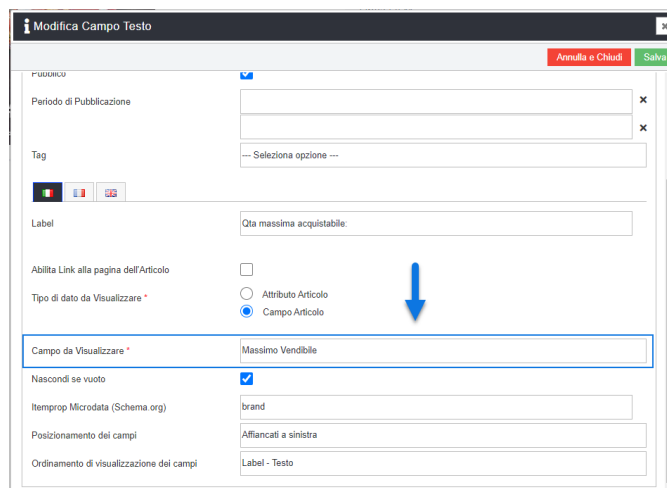 Modifica Campo Testo
Annulla e Chiudi
Salva
Pubblico
Periodo di Pubblicazione
Tag
--- Seleziona opzione ---
Label
Qta massima acquistabile:
Abilita Link alla pagina dell'Articolo
Tipo di dato da Visualizzare *
Attributo Articolo
Campo Articolo
Campo da Visualizzare *
Massimo Vendibile
Nascondi se vuoto
Itemprop Microdata (Schema.org)
brand
Posizionamento dei campi
Affiancati a sinistra
Ordinamento di visualizzazione dei campi
Label - Testo